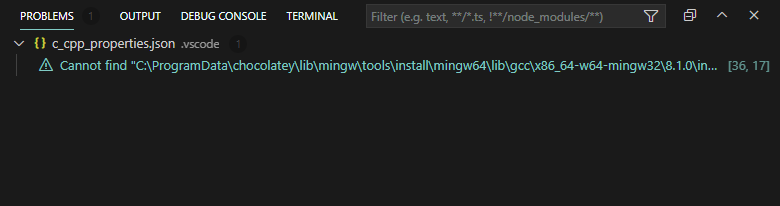 PROBLEMS 1 OUTPUT DEBUG CONSOLE TERMINAL Filter (e.g. text, **/*.ts, !**/node_modules/**)
{ } c_cpp_properties.json .vscode 1
Cannot find "C:\ProgramData\chocolatey\lib\mingw\tools\install\mingw64\lib\gcc\x86_64-w64-mingw32\8.1.0\in... [36, 17]